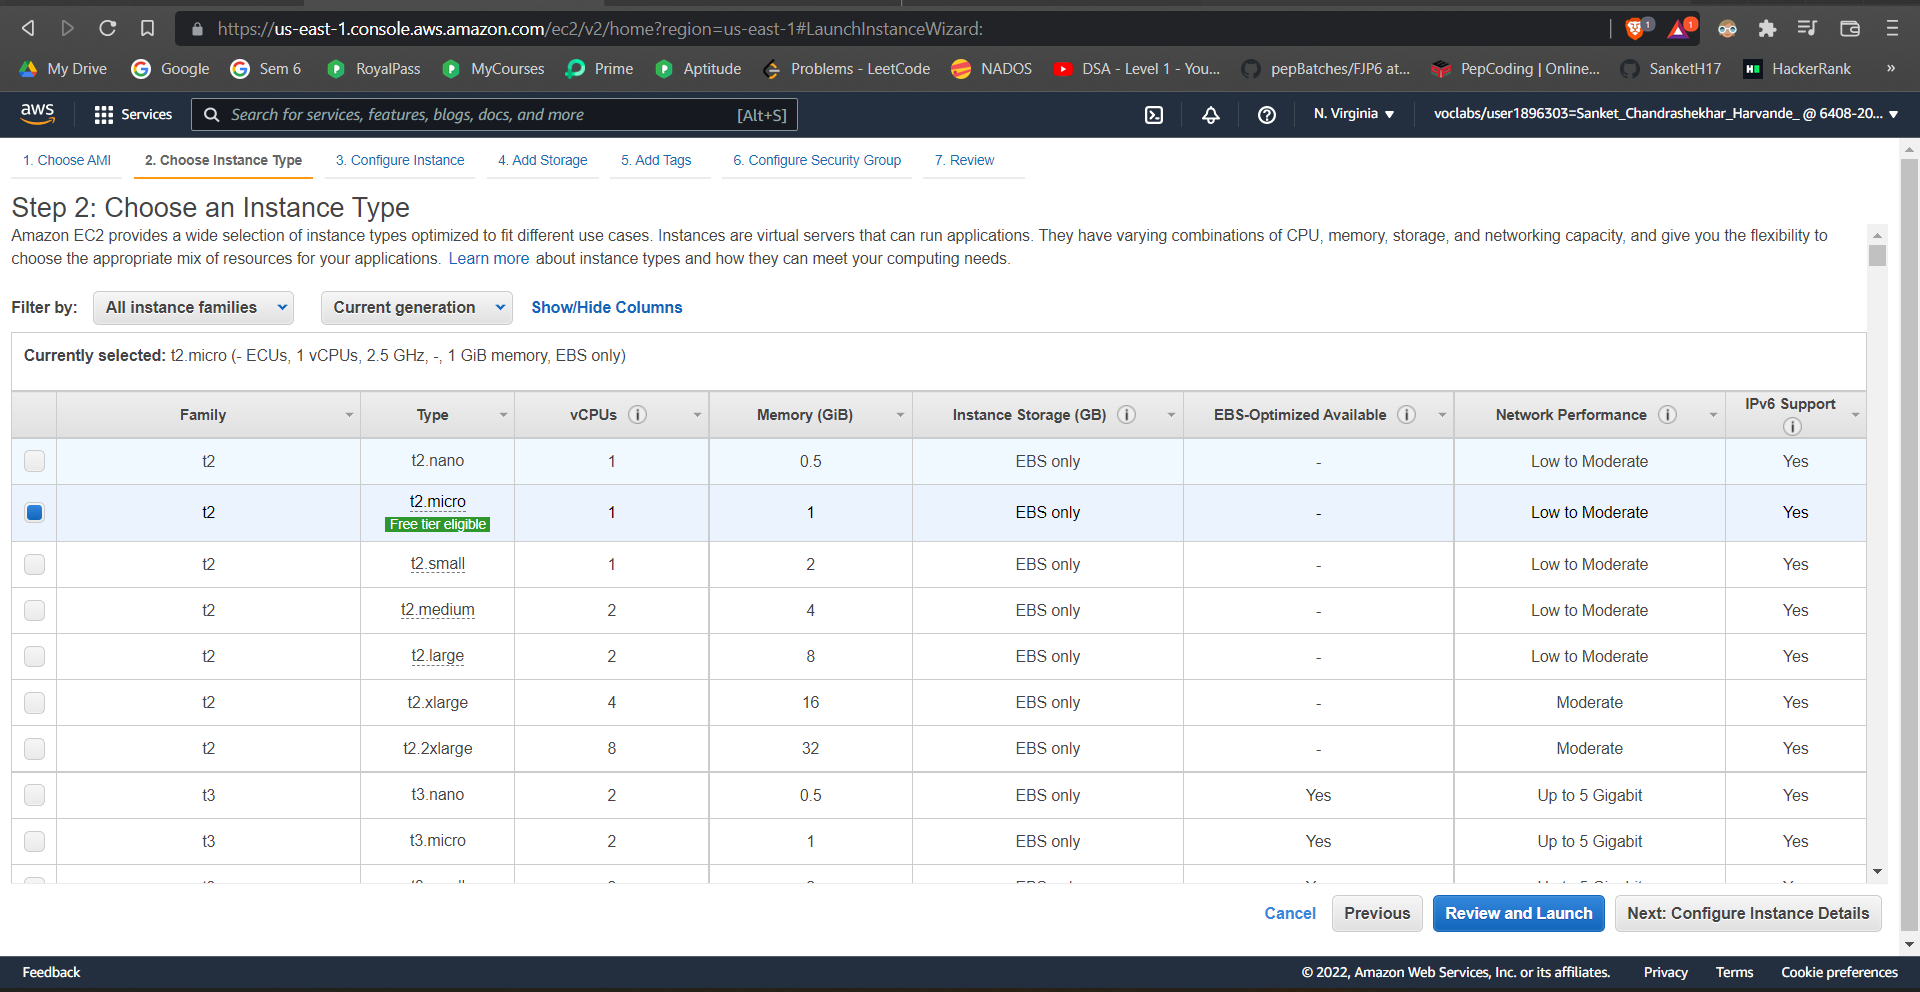 https://us-east-1.console.aws.amazon.com/ec2/v2/home?region=us-east-1#LaunchInstanceWizard:
1
1
My Drive Google Sem 6 RoyalPass MyCourses Prime Aptitude Problems - LeetCode NADOS DSA - Level 1 - You... pepBatches/FJP6 at... PepCoding | Online... SanketH17 HackerRank »
aws Services Search for services, features, blogs, docs, and more [Alt+S] N. Virginia voclabs/user1896303=Sanket_Chandrashekhar_Harvande_ @ 6408-20...
1. Choose AMI 2. Choose Instance Type 3. Configure Instance 4. Add Storage 5. Add Tags 6. Configure Security Group 7. Review
Step 2: Choose an Instance Type
Amazon EC2 provides a wide selection of instance types optimized to fit different use cases. Instances are virtual servers that can run applications. They have varying combinations of CPU, memory, storage, and networking capacity, and give you the flexibility to
choose the appropriate mix of resources for your applications. Learn more about instance types and how they can meet your computing needs.
Filter by: All instance families Current generation Show/Hide Columns
Currently selected: t2.micro (- ECUs, 1 vCPUs, 2.5 GHz, -, 1 GiB memory, EBS only)
Family Type vCPUs Memory (GiB) Instance Storage (GB) EBS-Optimized Available Network Performance IPv6 Support
t2 t2.nano 1 0.5 EBS only - Low to Moderate Yes
t2 t2.micro 1 1 EBS only - Low to Moderate Yes
Free tier eligible
t2 t2.small 1 2 EBS only - Low to Moderate Yes
t2 t2.medium 2 4 EBS only - Low to Moderate Yes
t2 t2.large 2 8 EBS only - Low to Moderate Yes
t2 t2.xlarge 4 16 EBS only - Moderate Yes
t2 t2.2xlarge 8 32 EBS only - Moderate Yes
t3 t3.nano 2 0.5 EBS only Yes Up to 5 Gigabit Yes
t3 t3.micro 2 1 EBS only Yes Up to 5 Gigabit Yes
Cancel Previous Review and Launch Next: Configure Instance Details
Feedback © 2022, Amazon Web Services, Inc. or its affiliates. Privacy Terms Cookie preferences